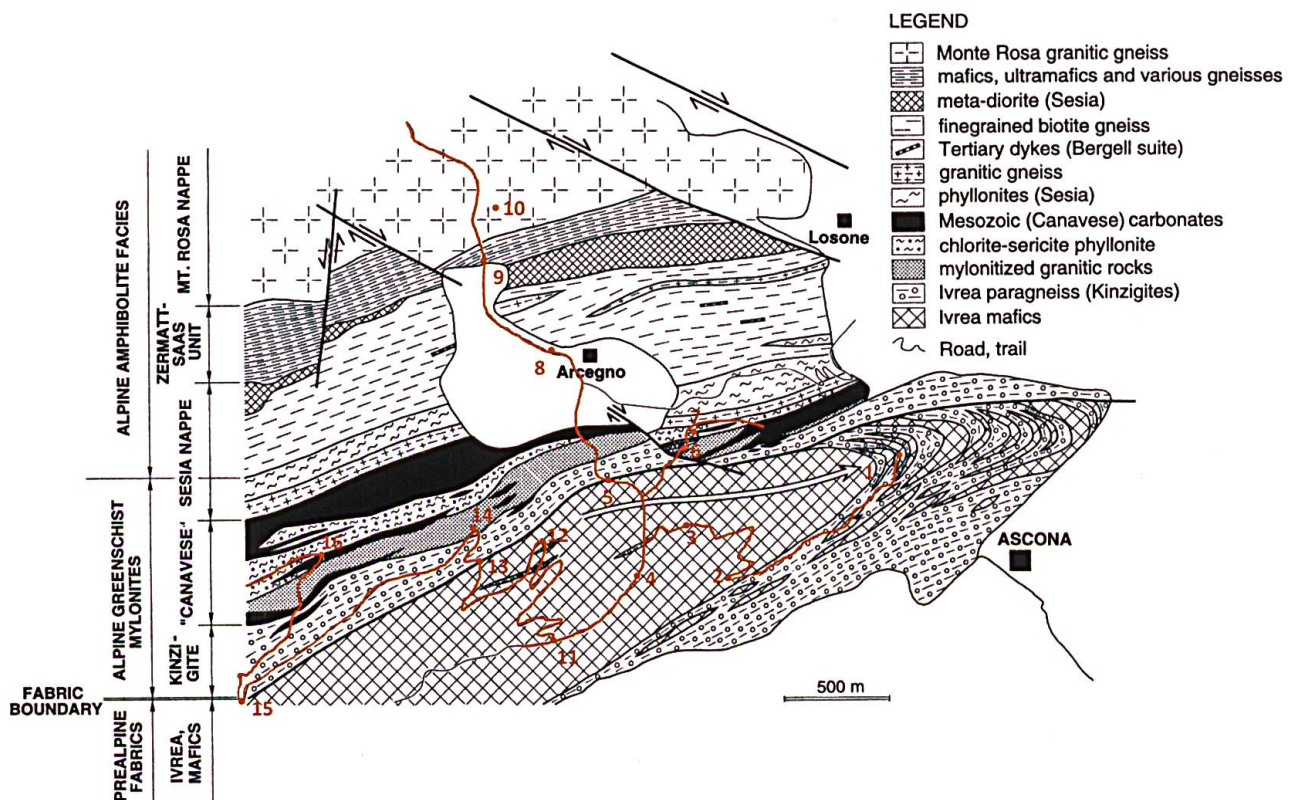 LEGEND
Monte Rosa granitic gneiss
mafics, ultramafics and various gneisses
meta-diorite (Sesia)
finegrained biotite gneiss
Tertiary dykes (Bergell suite)
granitic gneiss
phyllonites (Sesia)
Mesozoic (Canavese) carbonates
chlorite-sericite phyllonite
mylonitized granitic rocks
Ivrea paragneiss (Kinzigites)
Ivrea mafics
Road, trail
ALPINE AMPHIBOLITE FACIES
MT. ROSA NAPPE
ZERMATT-
SAAS
UNIT
SESIA NAPPE
ALPINE GREENSCHIST
MYLONITES
"CANAVESE"
KINZI-
GITE
FABRIC
BOUNDARY
PREALPINE
FABRICS
IVREA,
MAFICS
10
Losone
9
8
Arcegno
7
6
1
5
14
16
12
3
ASCONA
13
4
2
11
500 m
15